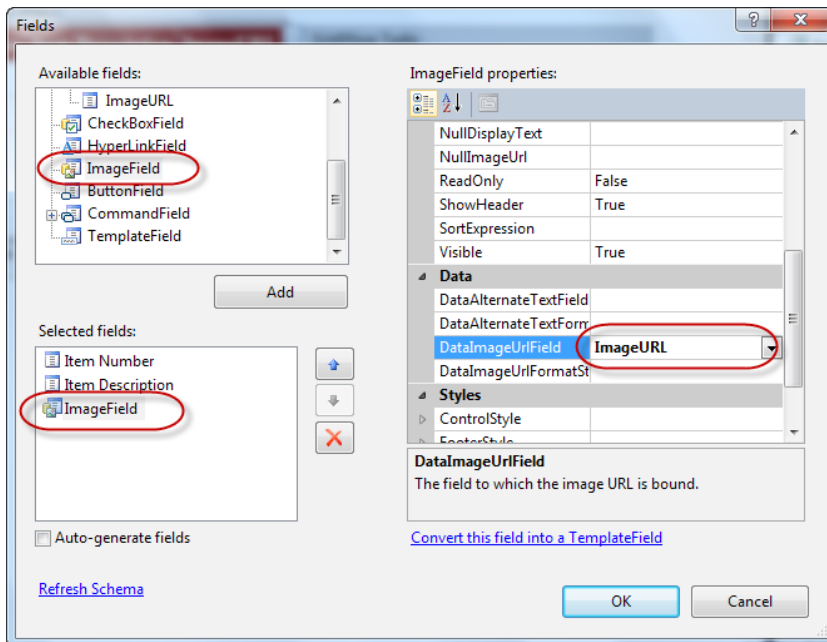 Fields
Available fields:
ImageURL
CheckBoxField
HyperLinkField
ImageField
ButtonField
CommandField
TemplateField
Add
Selected fields:
Item Number
Item Description
ImageField
Auto-generate fields
Refresh Schema
ImageField properties:
NullDisplayText
NullImageUrl
ReadOnly False
ShowHeader True
SortExpression
Visible True
Data
DataAlternateTextField
DataAlternateTextForm
DataImageUrlField ImageURL
DataImageUrlFormatSt
Styles
ControlStyle
FooterStyle
DataImageUrlField
The field to which the image URL is bound.
Convert this field into a TemplateField
OK
Cancel